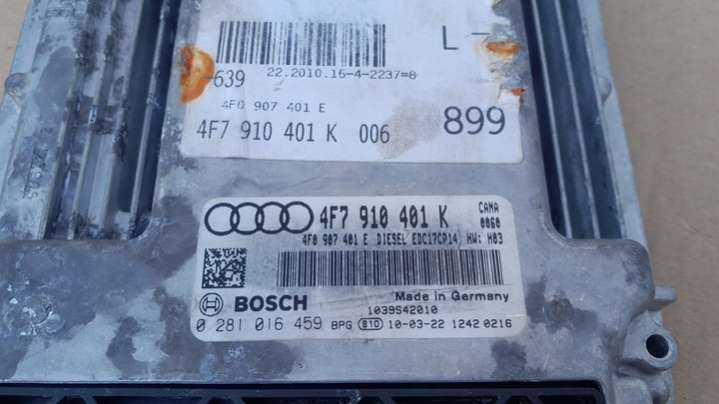 L-
-639
22.2010.16-4-2237=8
4F0 907 401 E
4F7 910 401 K 006
899
4F7 910 401 K
CANA
0060
4F0 907 401 E DIESEL EDC17CP14 HW: H03
BOSCH
Made in Germany
1039S42010
0 281 016 459 BPG 810 10-03-22 1242 0216